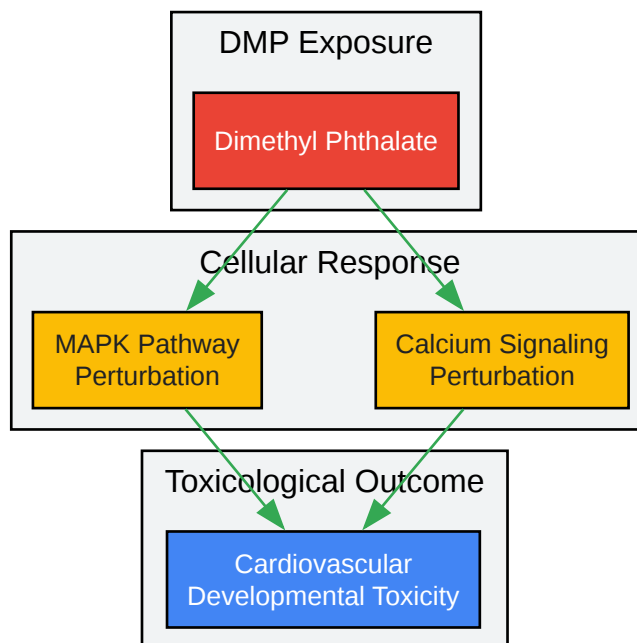 DMP Exposure
Dimethyl Phthalate
Cellular Response
MAPK Pathway
Perturbation
Calcium Signaling
Perturbation
Toxicological Outcome
Cardiovascular
Developmental Toxicity